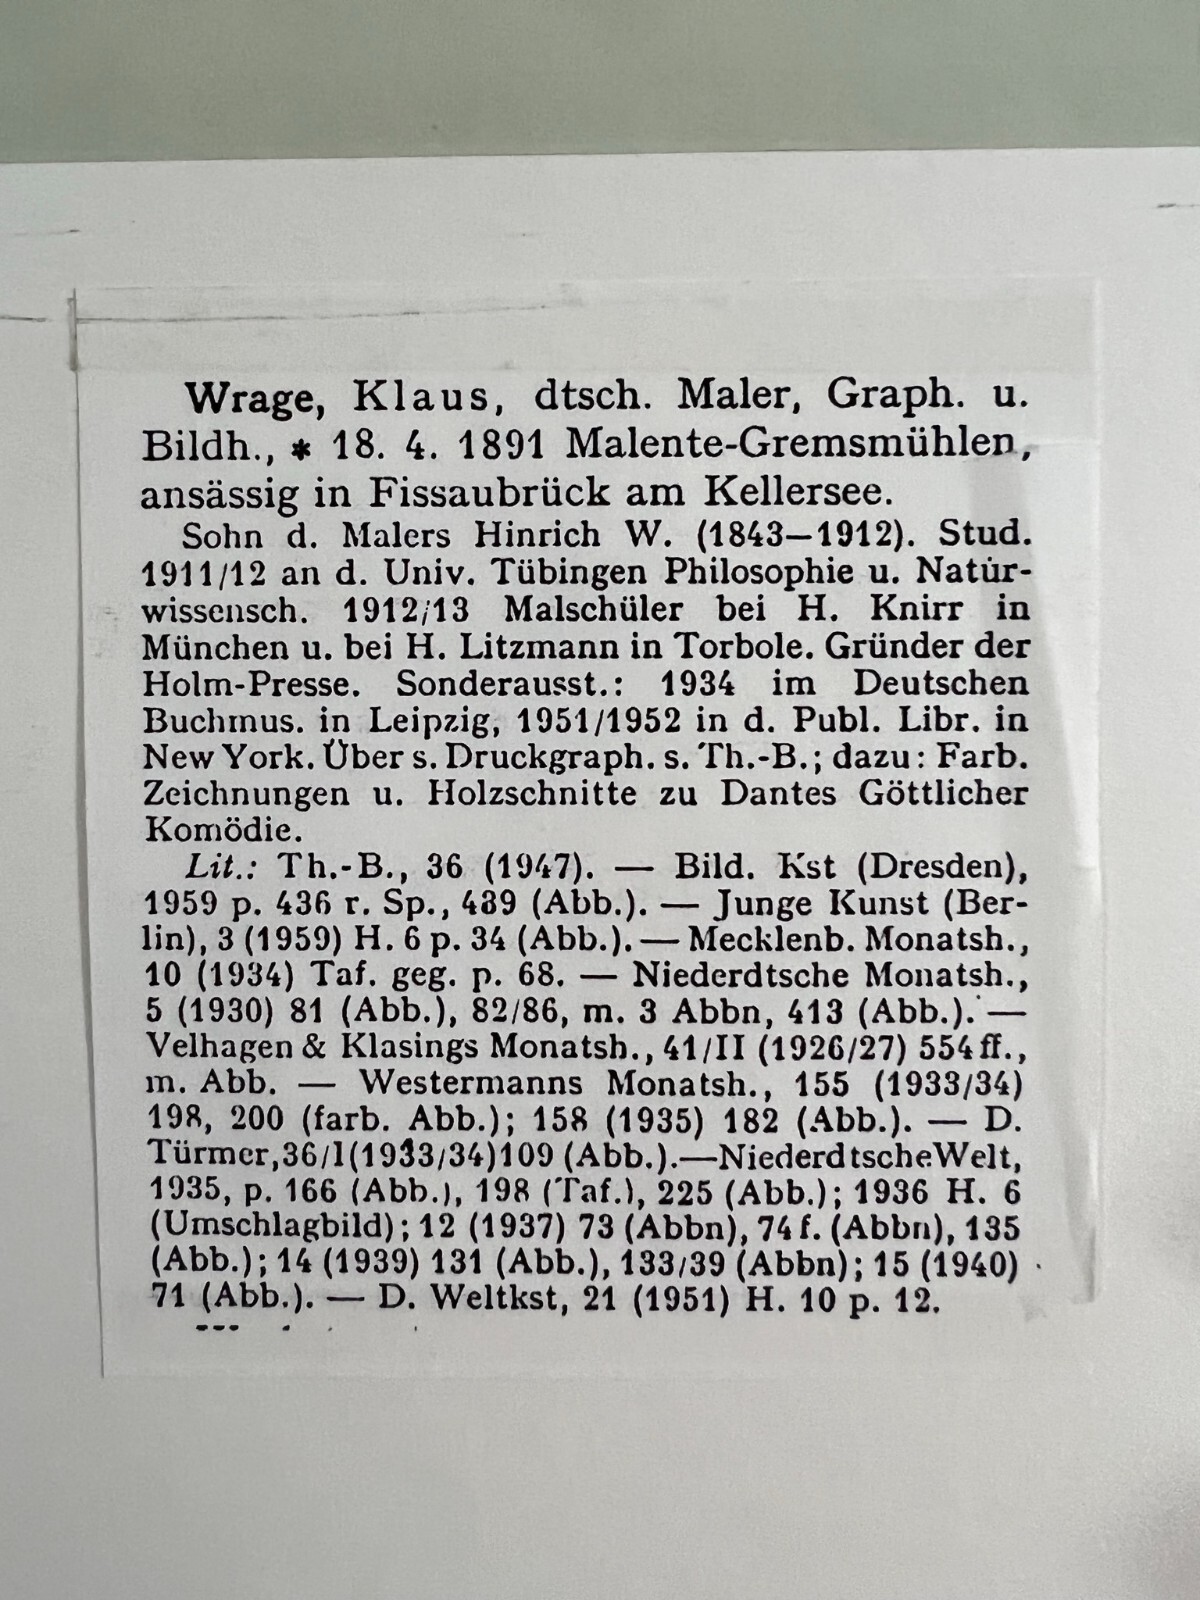 Wrage, Klaus, dtsch. Maler, Graph. u.
Bildh., * 18. 4. 1891 Malente-Gremsmühlen,
ansässig in Fissaubrück am Kellersee.
Sohn d. Malers Hinrich W. (1843—1912). Stud.
1911/12 an d. Univ. Tübingen Philosophie u. Natur-
wissensch. 1912/13 Malschüler bei H. Knirr in
München u. bei H. Litzmann in Torbole. Gründer der
Holm-Presse. Sonderausst.: 1934 im Deutschen
Buchmus. in Leipzig, 1951/1952 in d. Publ. Libr. in
New York. Über s. Druckgraph. s. Th.-B.; dazu: Farb.
Zeichnungen u. Holzschnitte zu Dantes Göttlicher
Komödie.
Lit.: Th.-B., 36 (1947). — Bild. Kst (Dresden),
1959 p. 436 r. Sp., 439 (Abb.). — Junge Kunst (Ber-
lin), 3 (1959) H. 6 p. 34 (Abb.). — Mecklenb. Monatsh.,
10 (1934) Taf. geg. p. 68. — Niederdtsche Monatsh.,
5 (1930) 81 (Abb.), 82/86, m. 3 Abbn, 413 (Abb.). —
Velhagen & Klasings Monatsh., 41/II (1926/27) 554 ff.,
m. Abb. — Westermanns Monatsh., 155 (1933/34)
198, 200 (farb. Abb.); 158 (1935) 182 (Abb.). — D.
Türmer, 36/I (1933/34) 109 (Abb.). — Niederdtsche Welt,
1935, p. 166 (Abb.), 198 (Taf.), 225 (Abb.); 1936 H. 6
(Umschlagbild); 12 (1937) 73 (Abbn), 74 f. (Abbn), 135
(Abb.); 14 (1939) 131 (Abb.), 133/39 (Abbn); 15 (1940)
71 (Abb.). — D. Weltkst, 21 (1951) H. 10 p. 12.